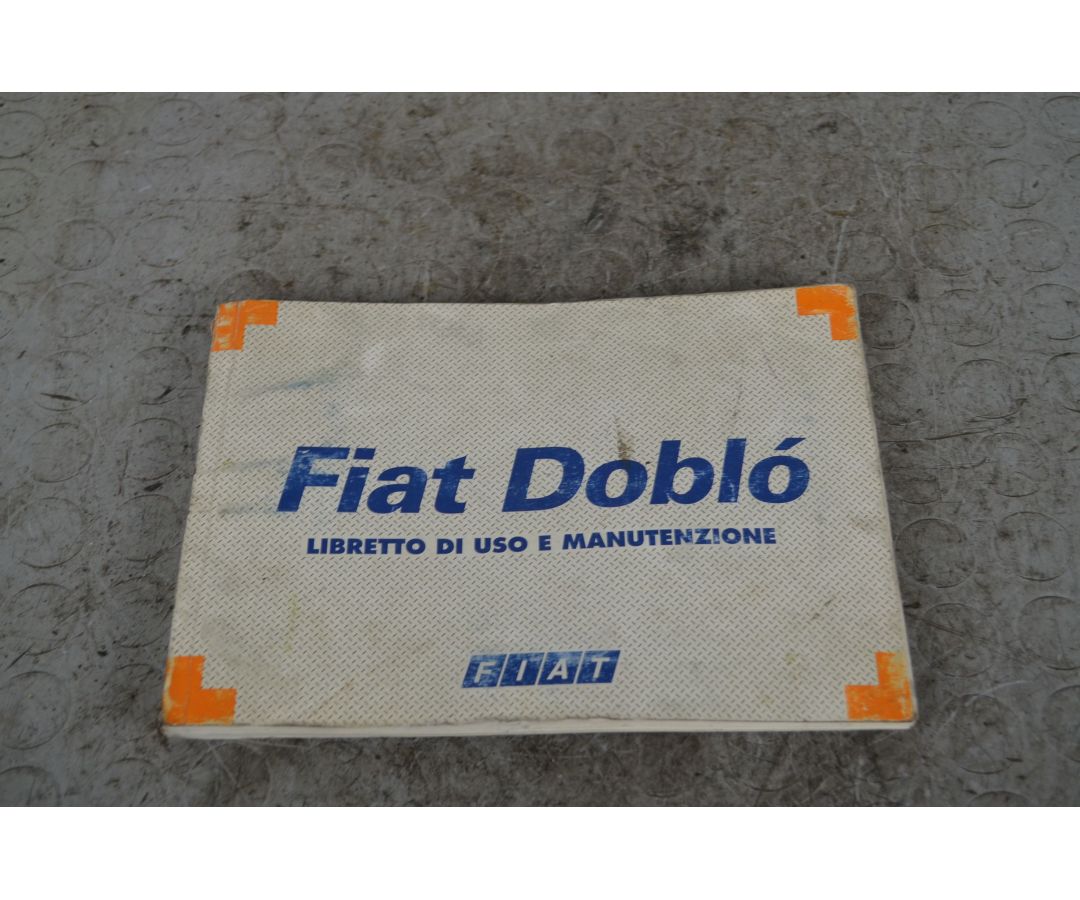 Fiat Dobló
LIBRETTO DI USO E MANUTENZIONE
FIAT